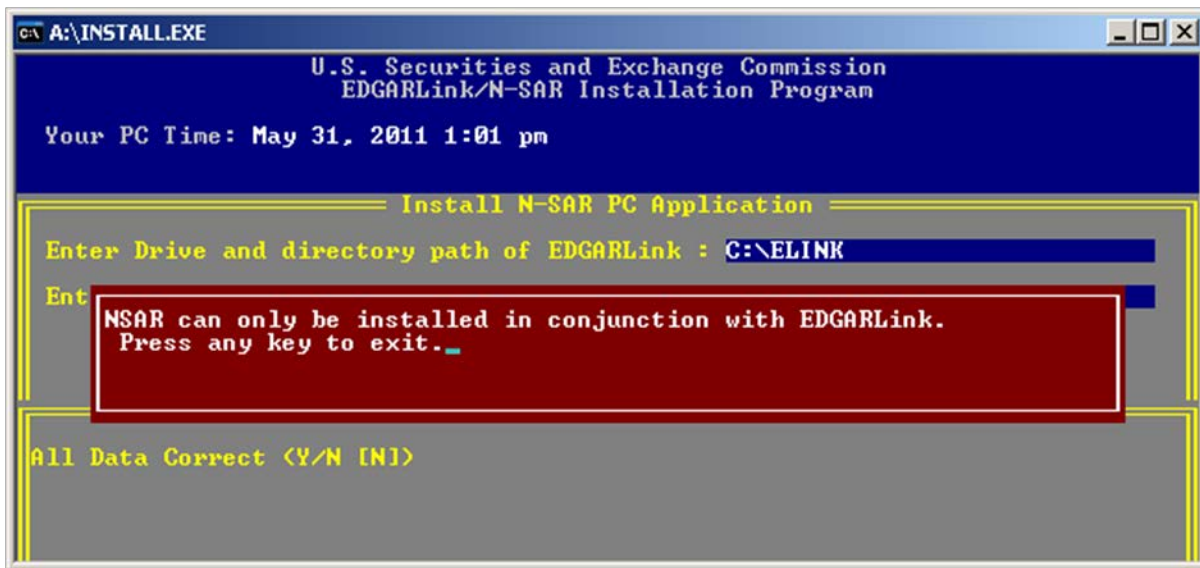 A:\INSTALL.EXE
U.S. Securities and Exchange Commission
EDGARLink/N-SAR Installation Program
Your PC Time: May 31, 2011 1:01 pm
Install N-SAR PC Application
Enter Drive and directory path of EDGARLink : C:\ELINK
Ent
NSAR can only be installed in conjunction with EDGARLink.
Press any key to exit.
All Data Correct (Y/N [N])